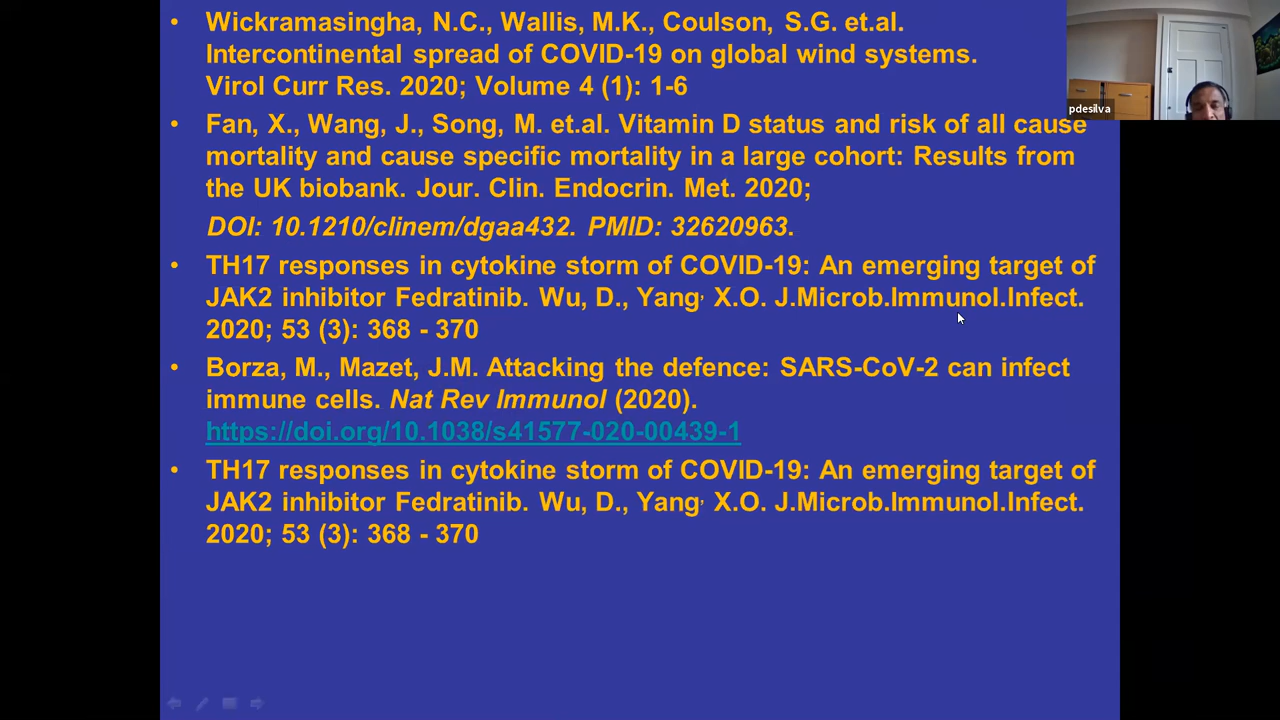 • Wickramasingha, N.C., Wallis, M.K., Coulson, S.G. et.al.
Intercontinental spread of COVID-19 on global wind systems.
Virol Curr Res. 2020; Volume 4 (1): 1-6
• Fan, X., Wang, J., Song, M. et.al. Vitamin D status and risk of all cause
mortality and cause specific mortality in a large cohort: Results from
the UK biobank. Jour. Clin. Endocrin. Met. 2020;
DOI: 10.1210/clinem/dgaa432. PMID: 32620963.
• TH17 responses in cytokine storm of COVID-19: An emerging target of
JAK2 inhibitor Fedratinib. Wu, D., Yang, X.O. J.Microb.Immunol.Infect.
2020; 53 (3): 368 - 370
• Borza, M., Mazet, J.M. Attacking the defence: SARS-CoV-2 can infect
immune cells. Nat Rev Immunol (2020).
https://doi.org/10.1038/s41577-020-00439-1
• TH17 responses in cytokine storm of COVID-19: An emerging target of
JAK2 inhibitor Fedratinib. Wu, D., Yang, X.O. J.Microb.Immunol.Infect.
2020; 53 (3): 368 - 370
pdesilva